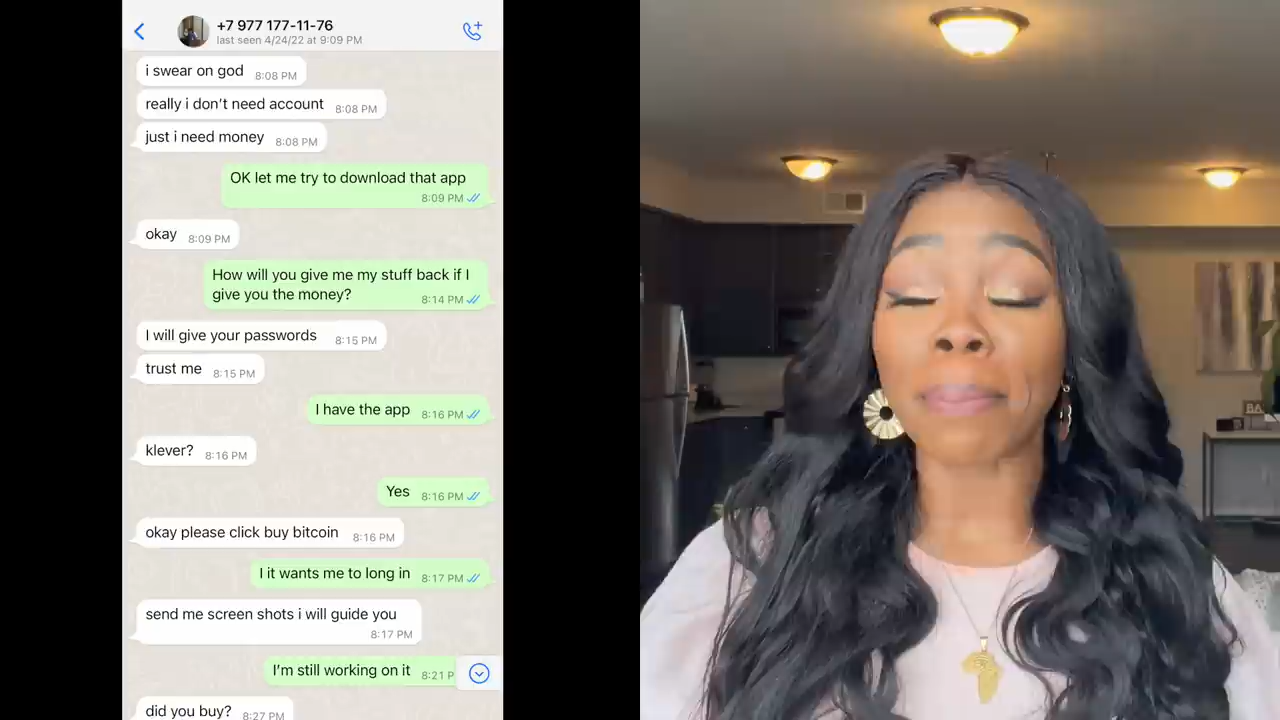 +7 977 177-11-76
last seen 4/24/22 at 9:09 PM
i swear on god 8:08 PM
really i don't need account 8:08 PM
just i need money 8:08 PM
OK let me try to download that app
8:09 PM
okay 8:09 PM
How will you give me my stuff back if I
give you the money? 8:14 PM
I will give your passwords 8:15 PM
trust me 8:15 PM
I have the app 8:16 PM
klever? 8:16 PM
Yes 8:16 PM
okay please click buy bitcoin 8:16 PM
I it wants me to long in 8:17 PM
send me screen shots i will guide you
8:17 PM
I'm still working on it 8:21 P
did you buy? 8:27 PM